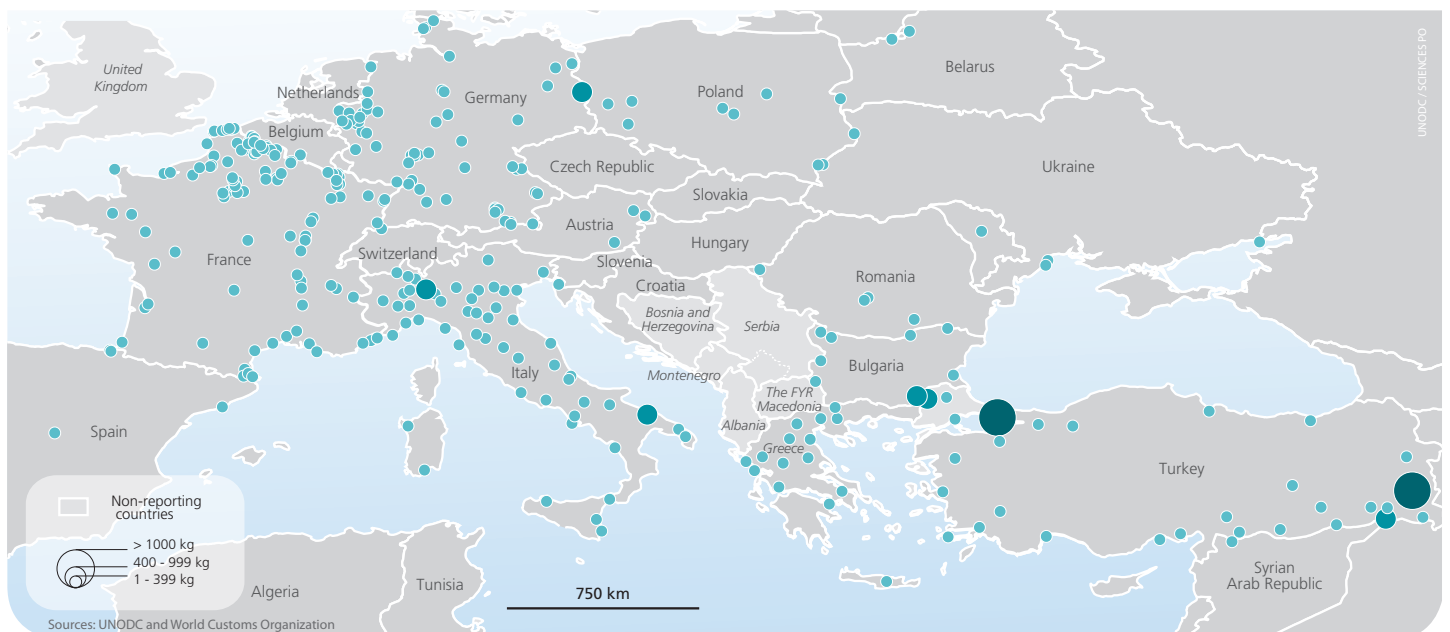 United
Kingdom
Netherlands
Belgium
Germany
Poland
Belarus
UNODC / SCIENCES PO
Czech Republic
Ukraine
Slovakia
Austria
Hungary
France
Switzerland
Slovenia
Croatia
Romania
Bosnia and
Herzegovina
Serbia
Italy
Montenegro
Bulgaria
The FYR
Macedonia
Albania
Greece
Spain
Turkey
Non-reporting
countries
> 1000 kg
400 - 999 kg
1 - 399 kg
Algeria
Tunisia
750 km
Syrian
Arab Republic
Sources: UNODC and World Customs Organization